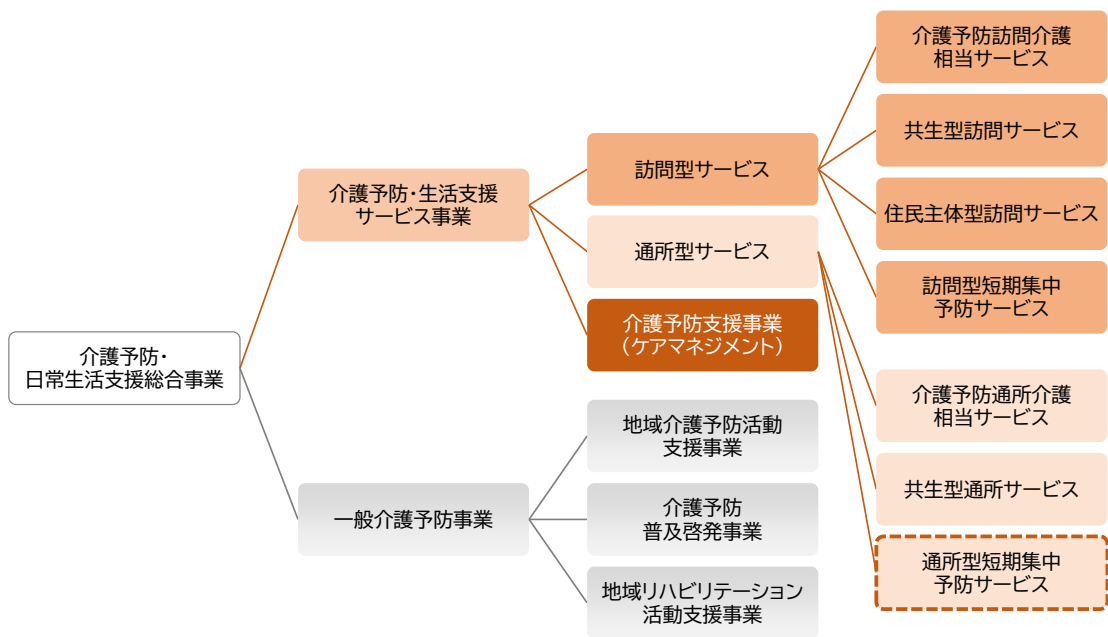 介護予防・
日常生活支援総合事業
介護予防・生活支援
サービス事業
訪問型サービス
介護予防訪問介護
相当サービス
共生型訪問サービス
住民主体型訪問サービス
訪問型短期集中
予防サービス
通所型サービス
介護予防通所介護
相当サービス
共生型通所サービス
通所型短期集中
予防サービス
介護予防支援事業
（ケアマネジメント）
一般介護予防事業
地域介護予防活動
支援事業
介護予防
普及啓発事業
地域リハビリテーション
活動支援事業